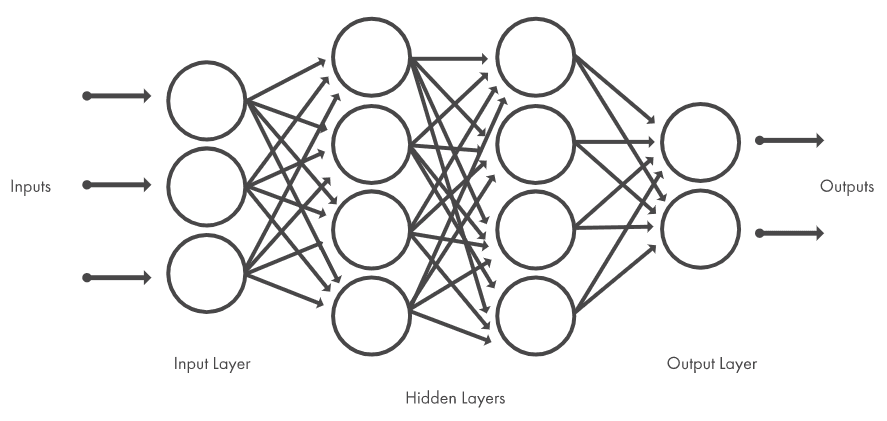 Inputs
Outputs
Input Layer
Output Layer
Hidden Layers